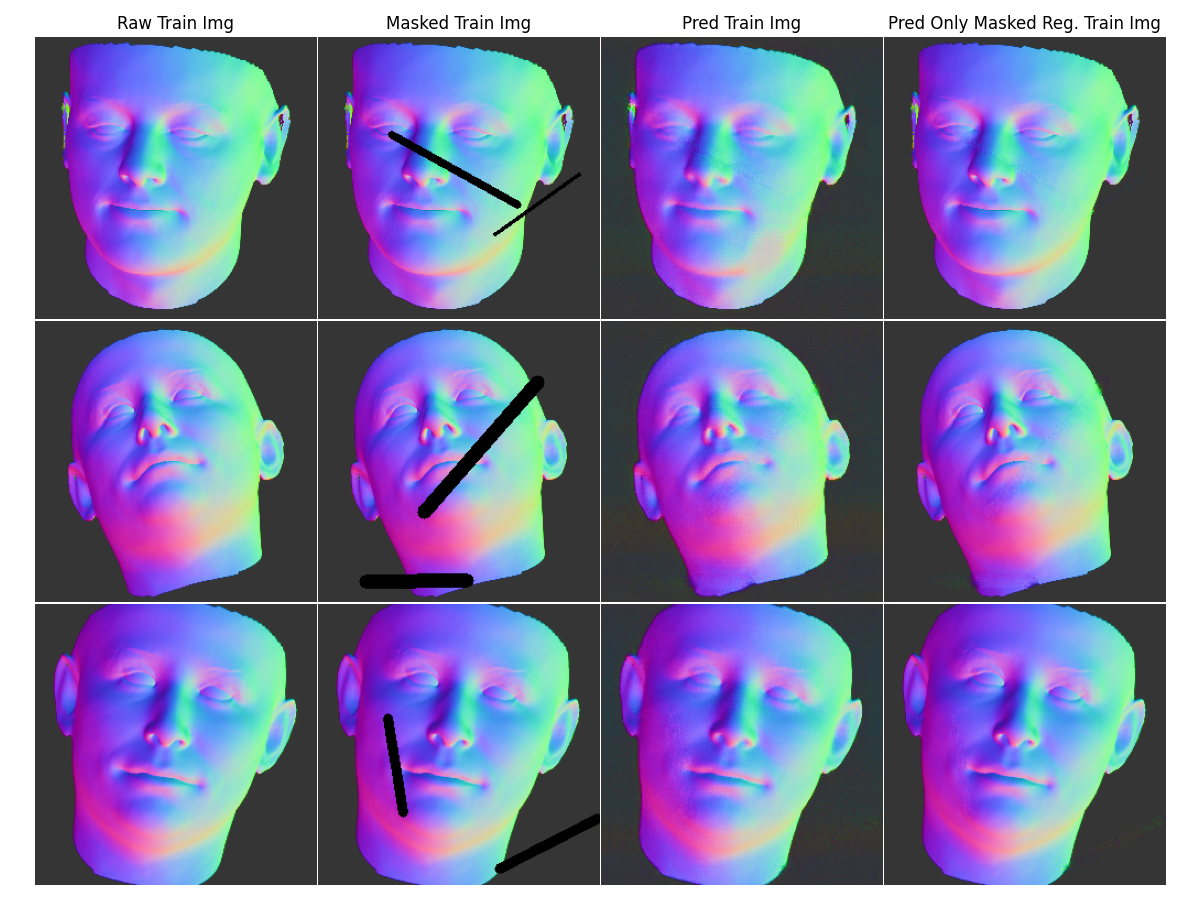 Raw Train Img
Masked Train Img
Pred Train Img
Pred Only Masked Reg. Train Img